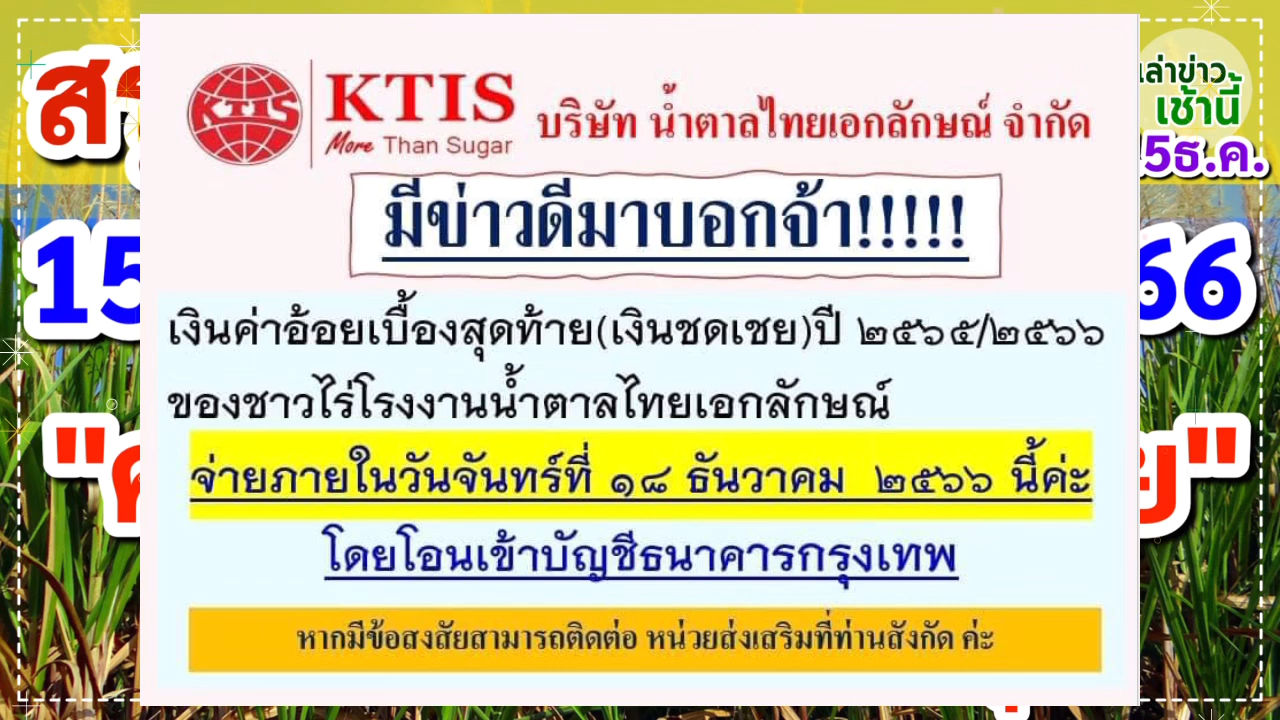 KTIS
KTIS
More Than Sugar
บริษัท น้ำตาลไทยเอกลักษณ์ จำกัด
เล่าข่าว
เช้านี้
5ธ.ค.
มีข่าวดีมาบอกจ้า!!!!!
15
66
เงินค่าอ้อยเบื้องสุดท้าย(เงินชดเชย)ปี ๒๕๖๕/๒๕๖๖
ของชาวไร่โรงงานน้ำตาลไทยเอกลักษณ์
จ่ายภายในวันจันทร์ที่ ๑๘ ธันวาคม ๒๕๖๖ นี้ค่ะ
โดยโอนเข้าบัญชีธนาคารกรุงเทพ
หากมีข้อสงสัยสามารถติดต่อ หน่วยส่งเสริมที่ท่านสังกัด ค่ะ